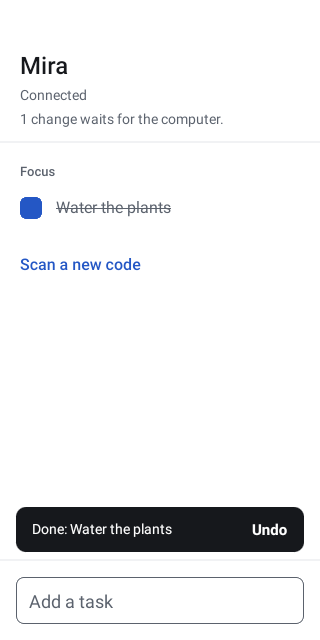 Mira
Connected
1 change waits for the computer.
Focus
Water the plants
Scan a new code
Done: Water the plants
Undo
Add a task